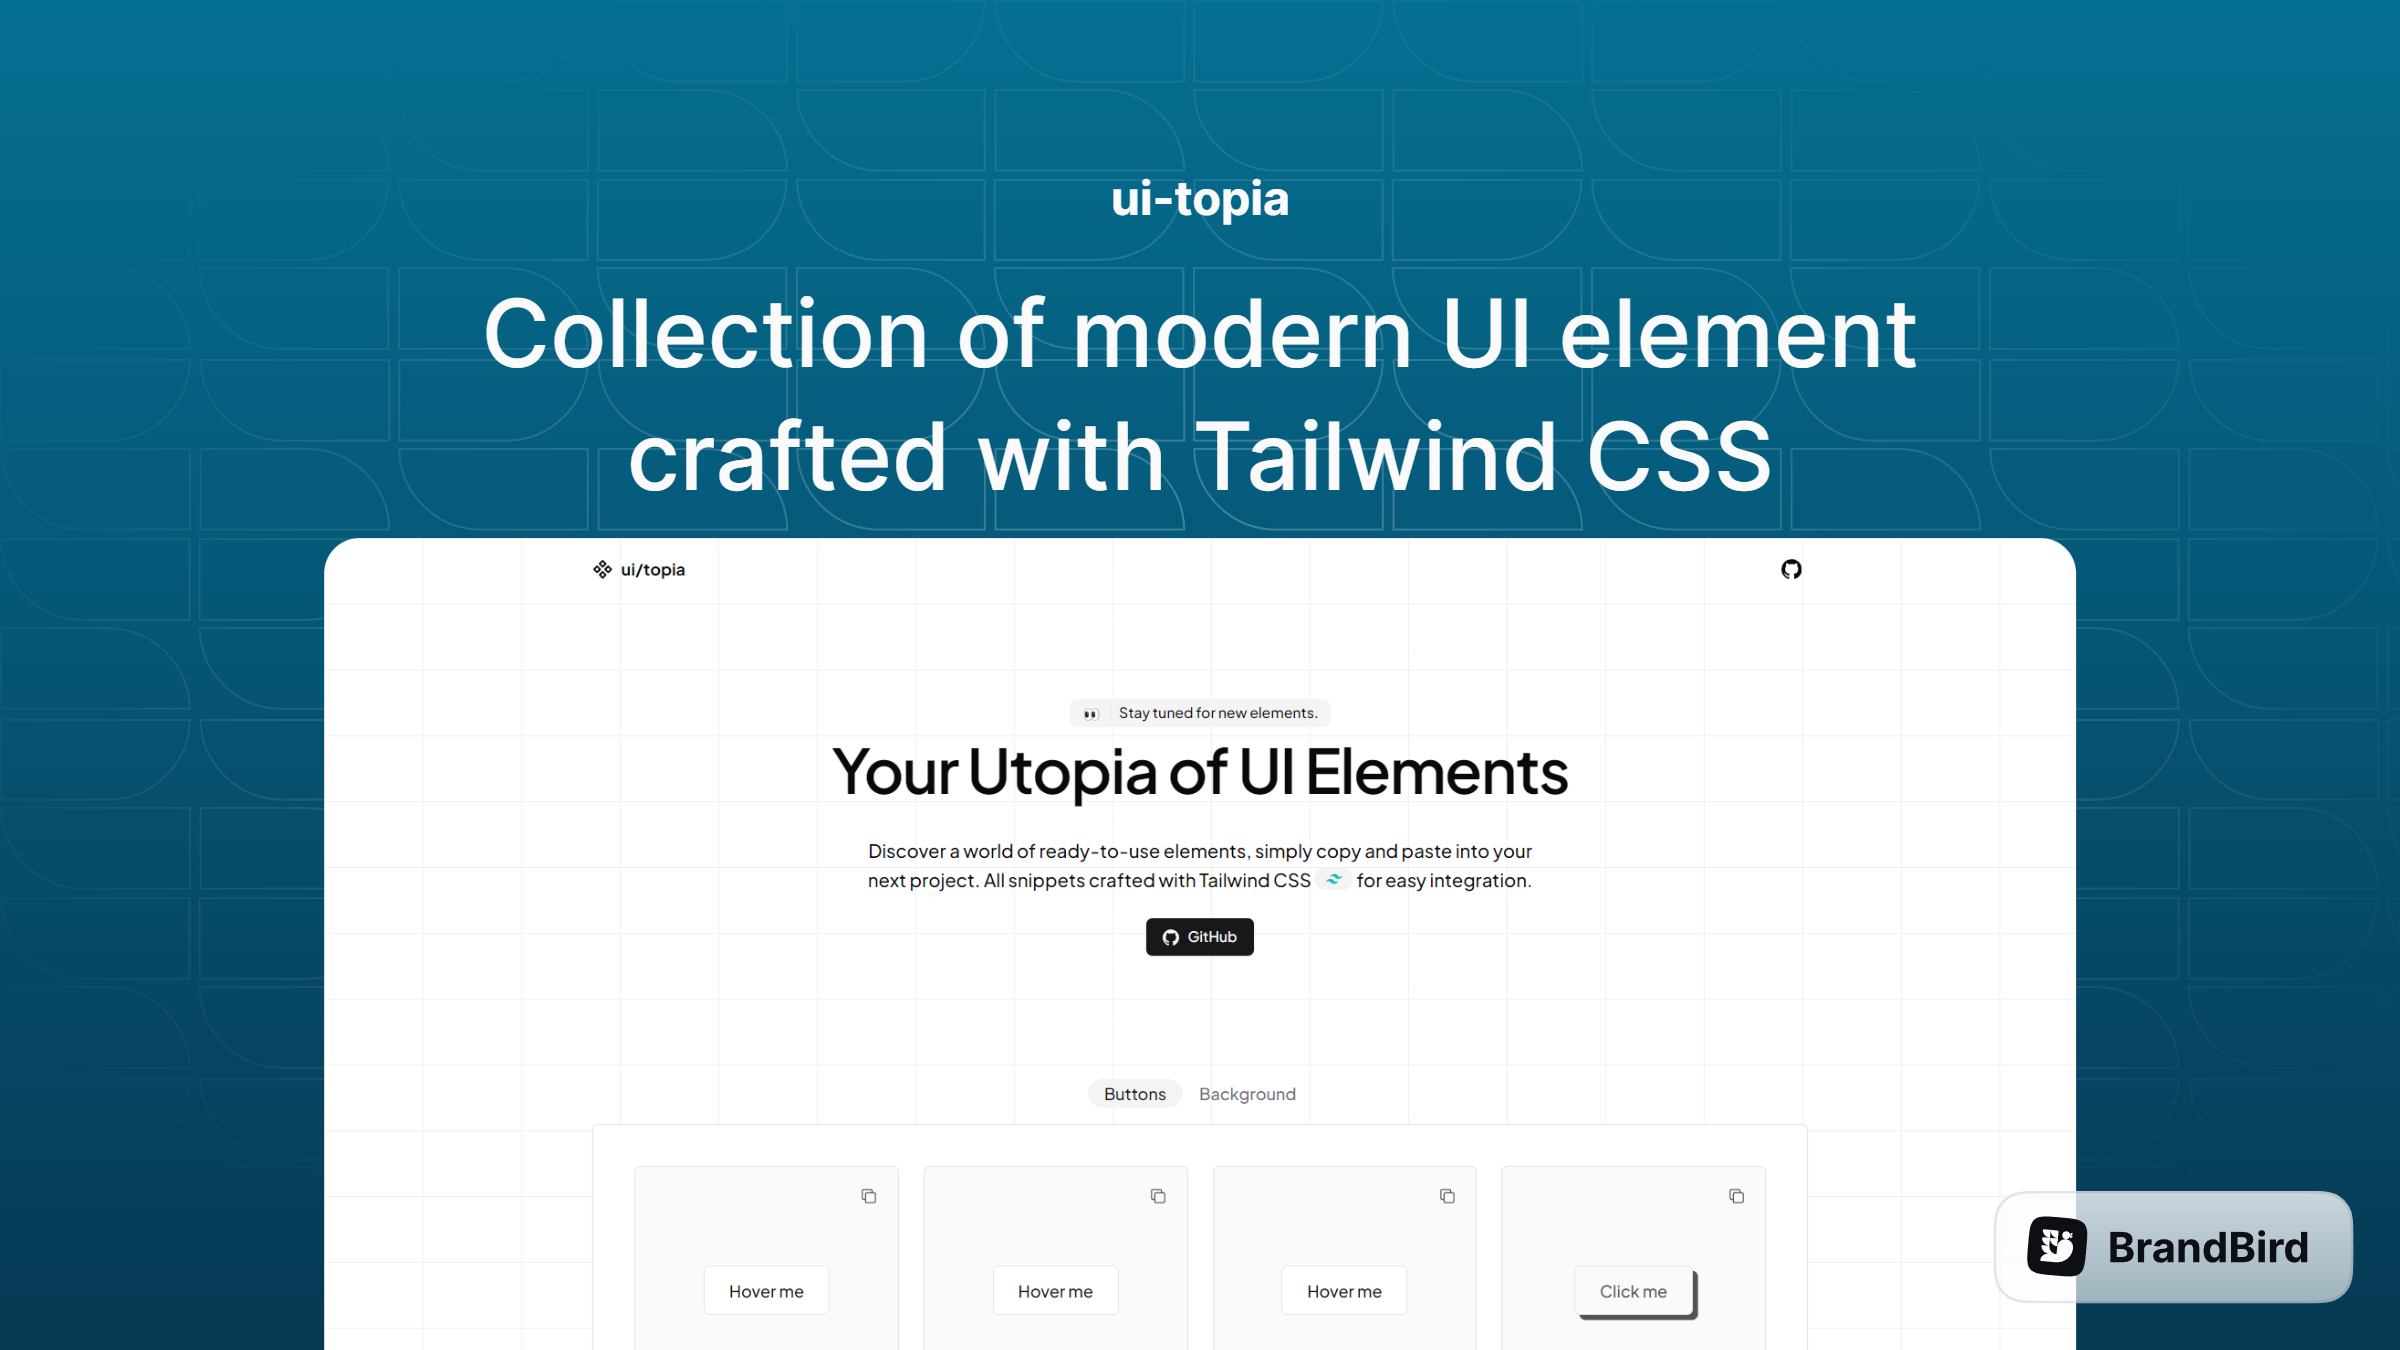 ui-topia
Collection of modern UI element
crafted with Tailwind CSS
ui/topia
Stay tuned for new elements.
Your Utopia of UI Elements
Discover a world of ready-to-use elements, simply copy and paste into your
next project. All snippets crafted with Tailwind CSS for easy integration.
GitHub
Buttons Background
Hover me Hover me Hover me Click me
BrandBird